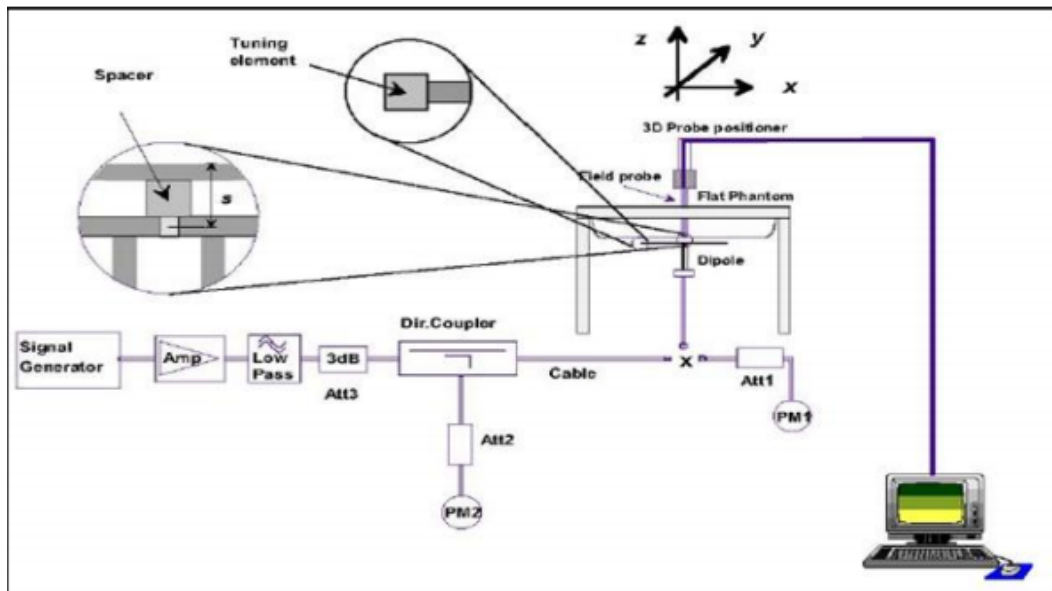 Tuning
element
Spacer
s
z
y
x
3D Probe positioner
Field probe
Flat Phantom
Dipole
Signal
Generator
Amp
Low
Pass
3dB
Att3
Dir.Coupler
Cable
x
Att1
PM1
Att2
PM2